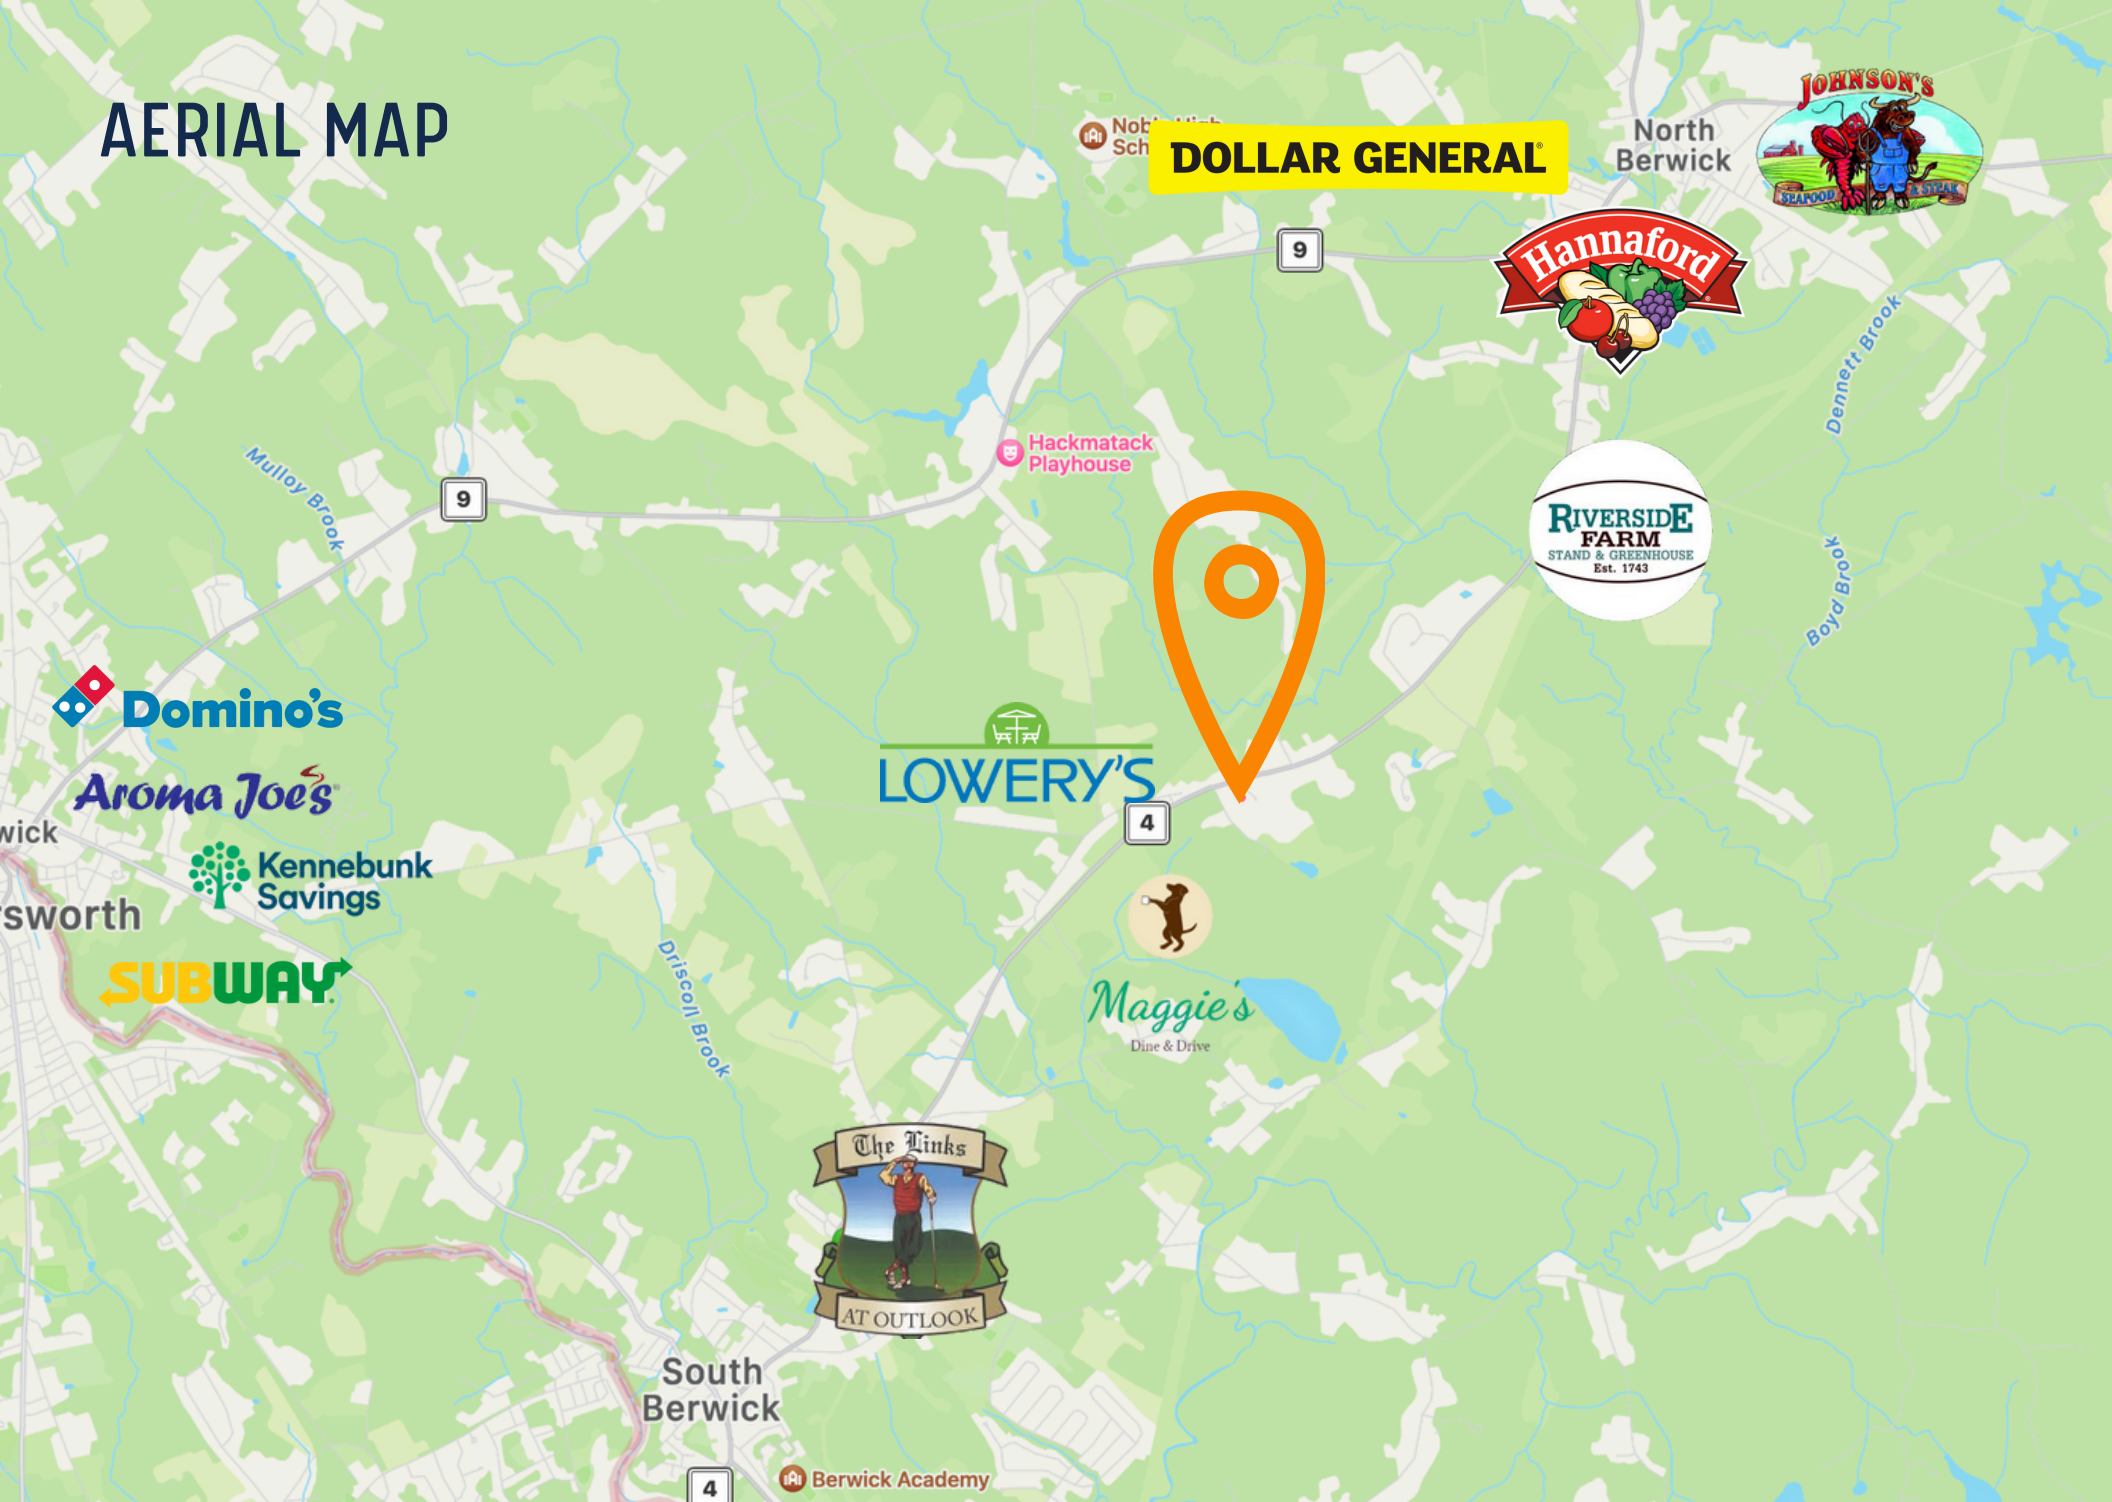 AERIAL MAP
JOHNSON'S
SEAFOOD & STEAK
North
Berwick
DOLLAR GENERAL®
9
Hannaford
®
Dennett Brook
Hackmatack
Playhouse
Mulloy Brook
9
RIVERSIDE
FARM
STAND & GREENHOUSE
Est. 1743
Boyd Brook
Domino's
LOWERY'S
Aroma Joe's
4
wick
Kennebunk
Savings
rsworth
SUBWAY
Driscoll Brook
Maggie's
Dine & Drive
The Links
AT OUTLOOK
South
Berwick
Berwick Academy
4